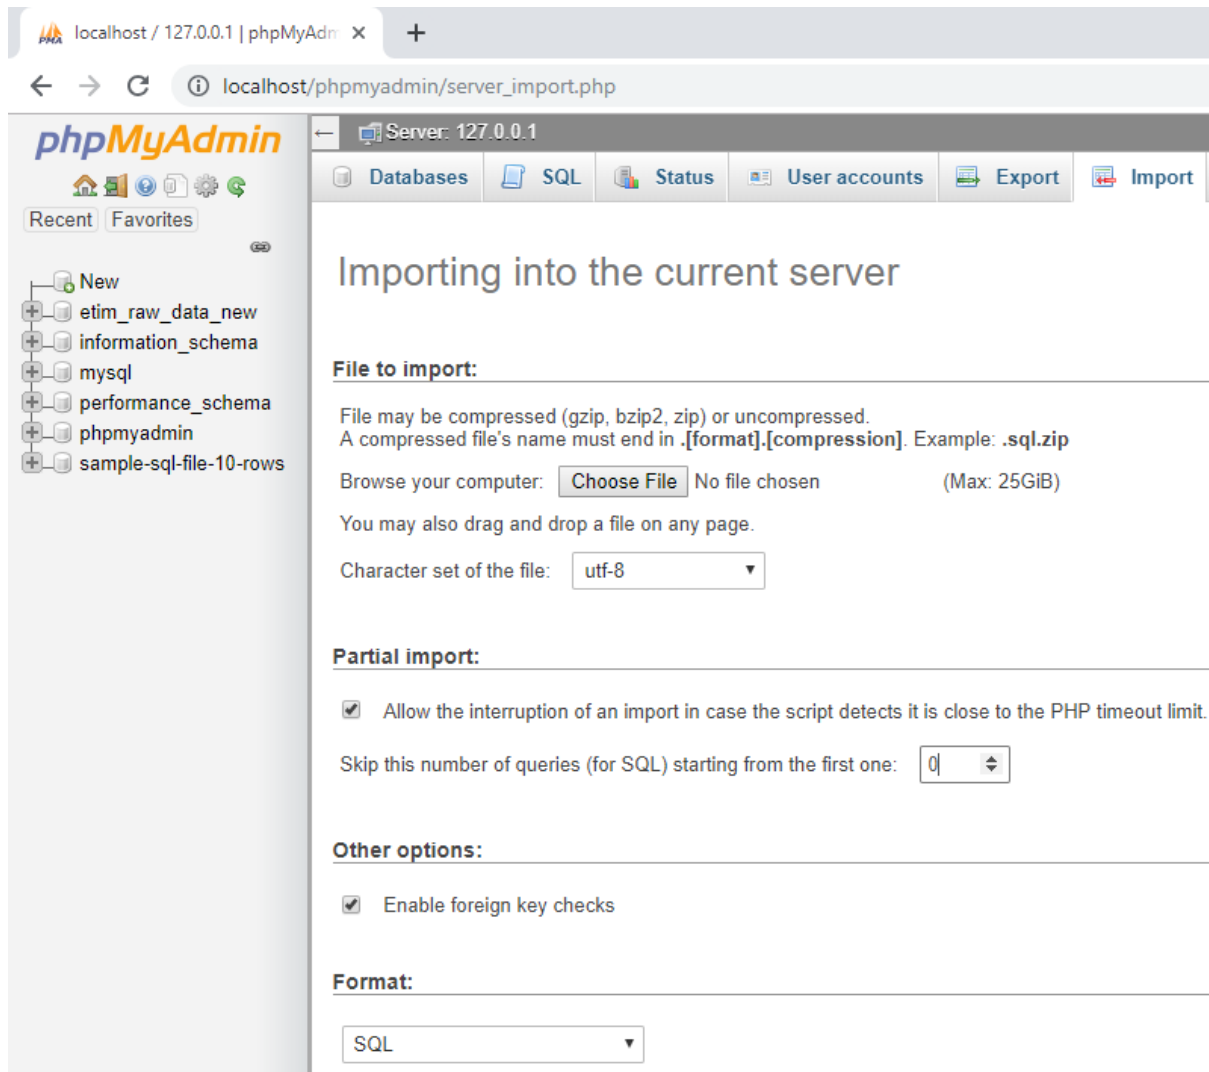 localhost / 127.0.0.1 | phpMyAdm
localhost/phpmyadmin/server_import.php
phpMyAdmin
Recent Favorites
New
etim_raw_data_new
information_schema
mysql
performance_schema
phpmyadmin
sample-sql-file-10-rows
Server: 127.0.0.1
Databases SQL Status User accounts Export Import
Importing into the current server
File to import:
File may be compressed (gzip, bzip2, zip) or uncompressed.
A compressed file's name must end in .[format].[compression]. Example: .sql.zip
Browse your computer: Choose File No file chosen (Max: 25GiB)
You may also drag and drop a file on any page.
Character set of the file: utf-8
Partial import:
Allow the interruption of an import in case the script detects it is close to the PHP timeout limit.
Skip this number of queries (for SQL) starting from the first one: 0
Other options:
Enable foreign key checks
Format:
SQL